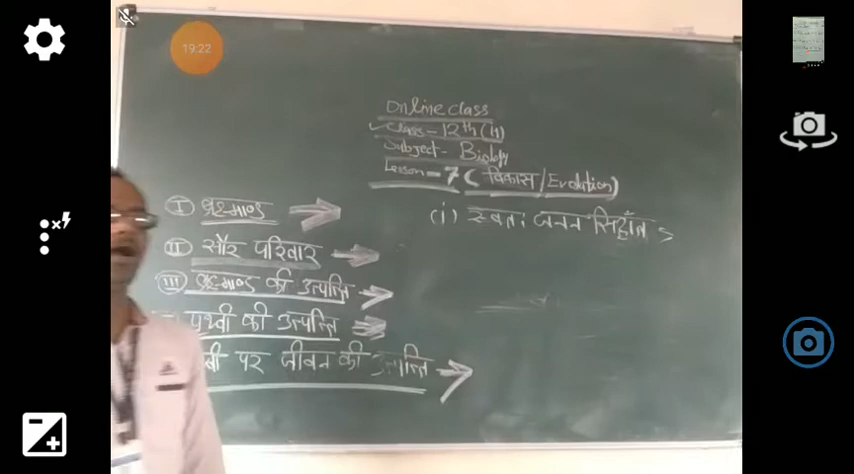 19:22
Online class
Class - 12th (H)
Subject - Biology
Lesson - 7 ( विकास / Evolution)
(i) स्वतः जनन सिद्धांत
I ब्रह्माण्ड
II सौर परिवार
III ब्रह्माण्ड की उत्पत्ति
पृथ्वी की उत्पत्ति
पर जीवन की उत्पत्ति